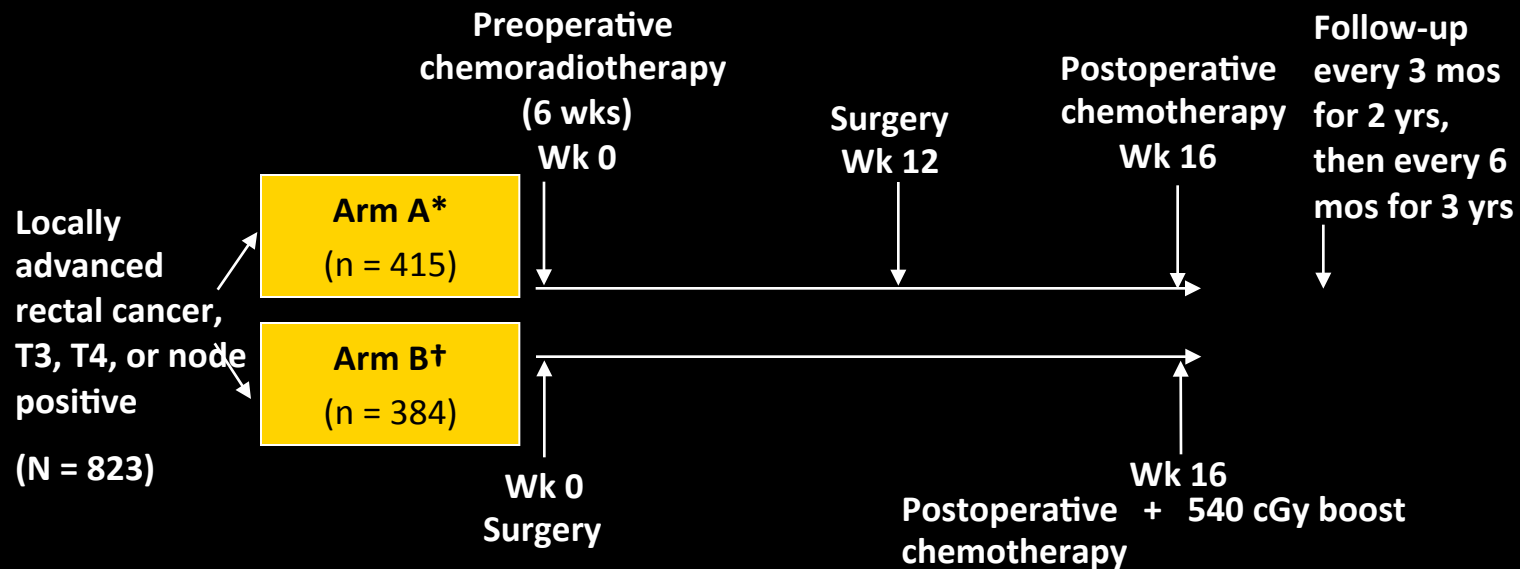 Preoperative
chemoradiotherapy
(6 wks)
Wk 0
Surgery
Wk 12
Postoperative
chemotherapy
Wk 16
Follow-up
every 3 mos
for 2 yrs,
then every 6
mos for 3 yrs
Locally
advanced
rectal cancer,
T3, T4, or node
positive
(N = 823)
Arm A*
(n = 415)
Arm B†
(n = 384)
Wk 0
Surgery
Wk 16
Postoperative + 540 cGy boost
chemotherapy